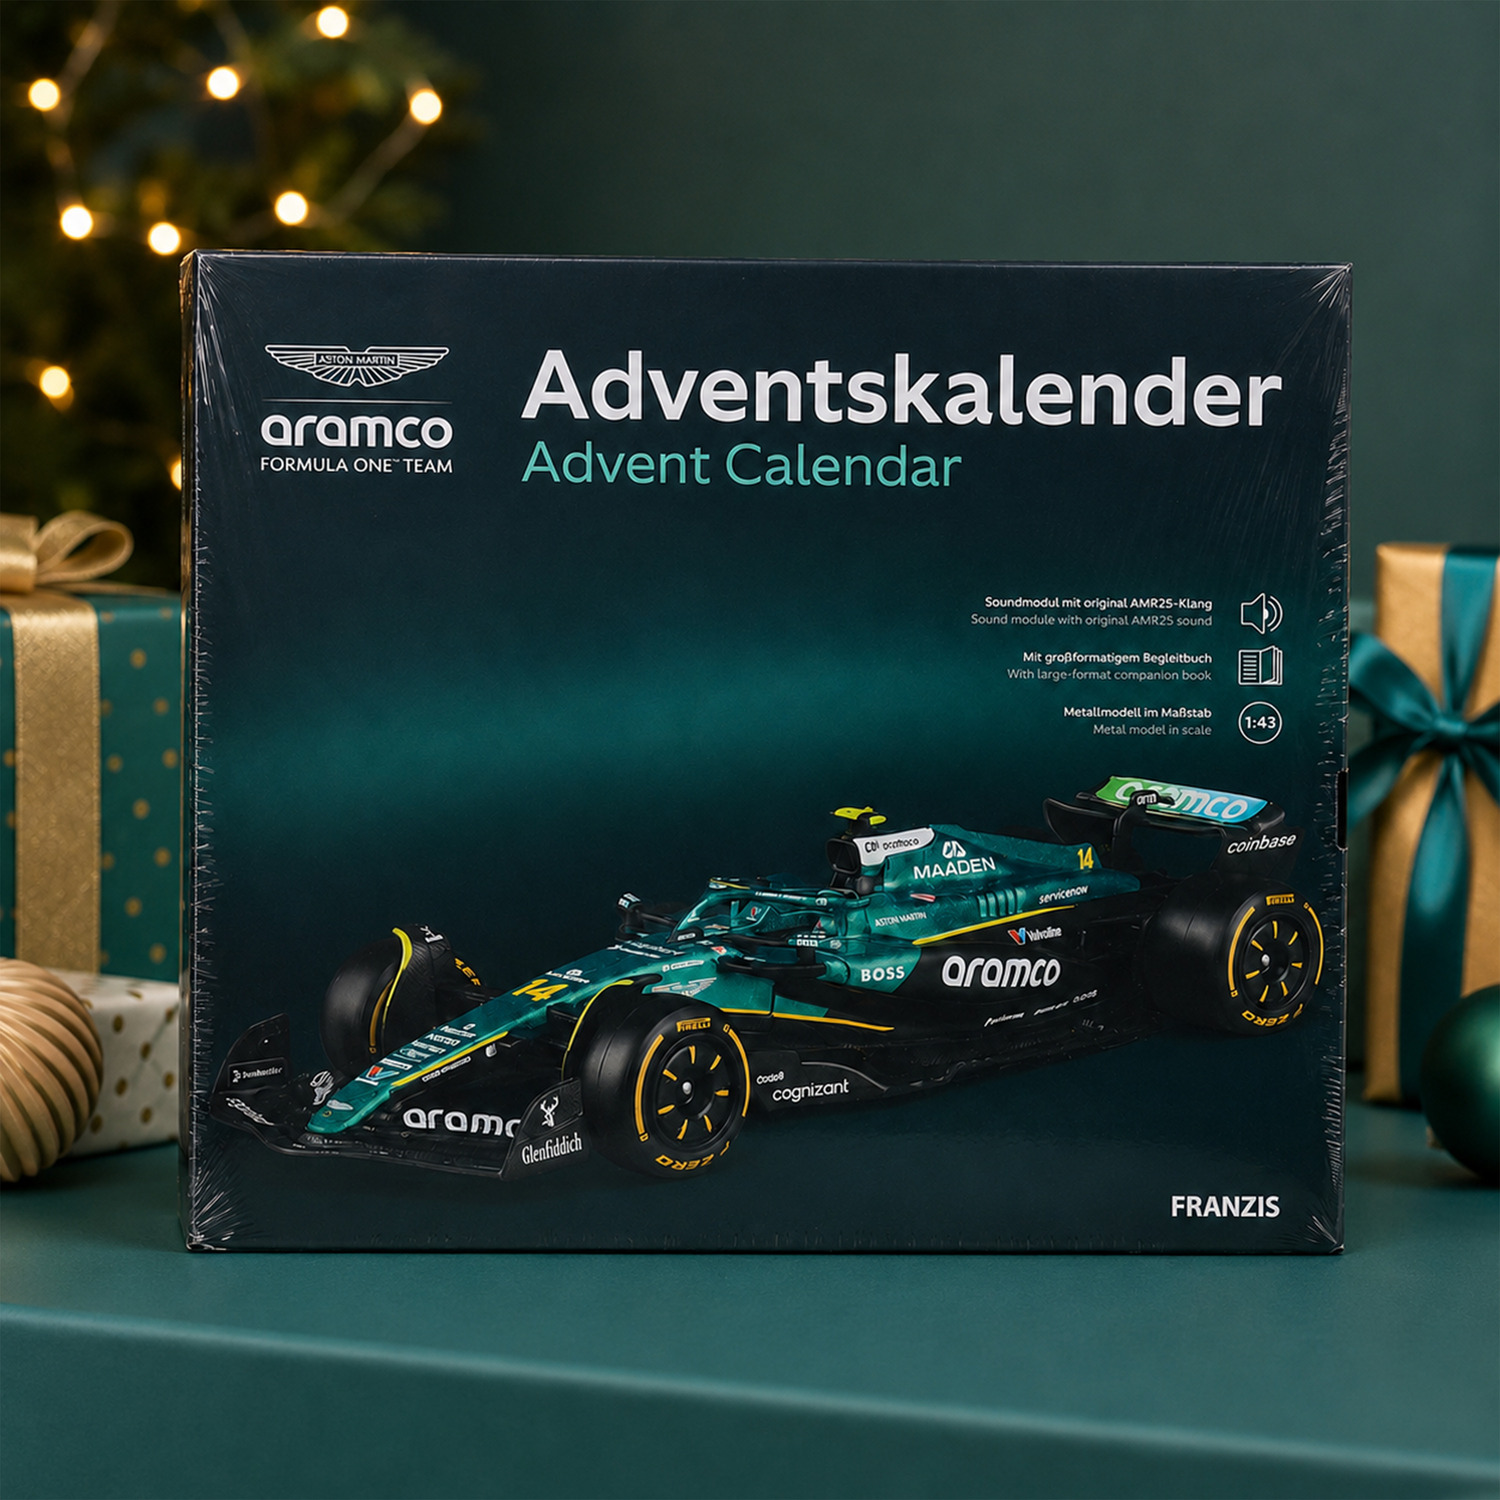 ASTON MARTIN
aramco
FORMULA ONE™ TEAM
Adventskalender
Advent Calendar
Soundmodul mit original AMR25-Klang
Sound module with original AMR25 sound
Mit großformatigem Begleitbuch
With large-format companion book
Metallmodell im Maßstab
Metal model in scale
1:43
aramco
arm
coinbase
MAADEN
14
servicenow
ASTON MARTIN
Valvoline
BOSS
aramco
14
PIRELLI
P ZERO
PIRELLI
P ZERO
Code8
cognizant
aramc
Glenfiddich
FRANZIS